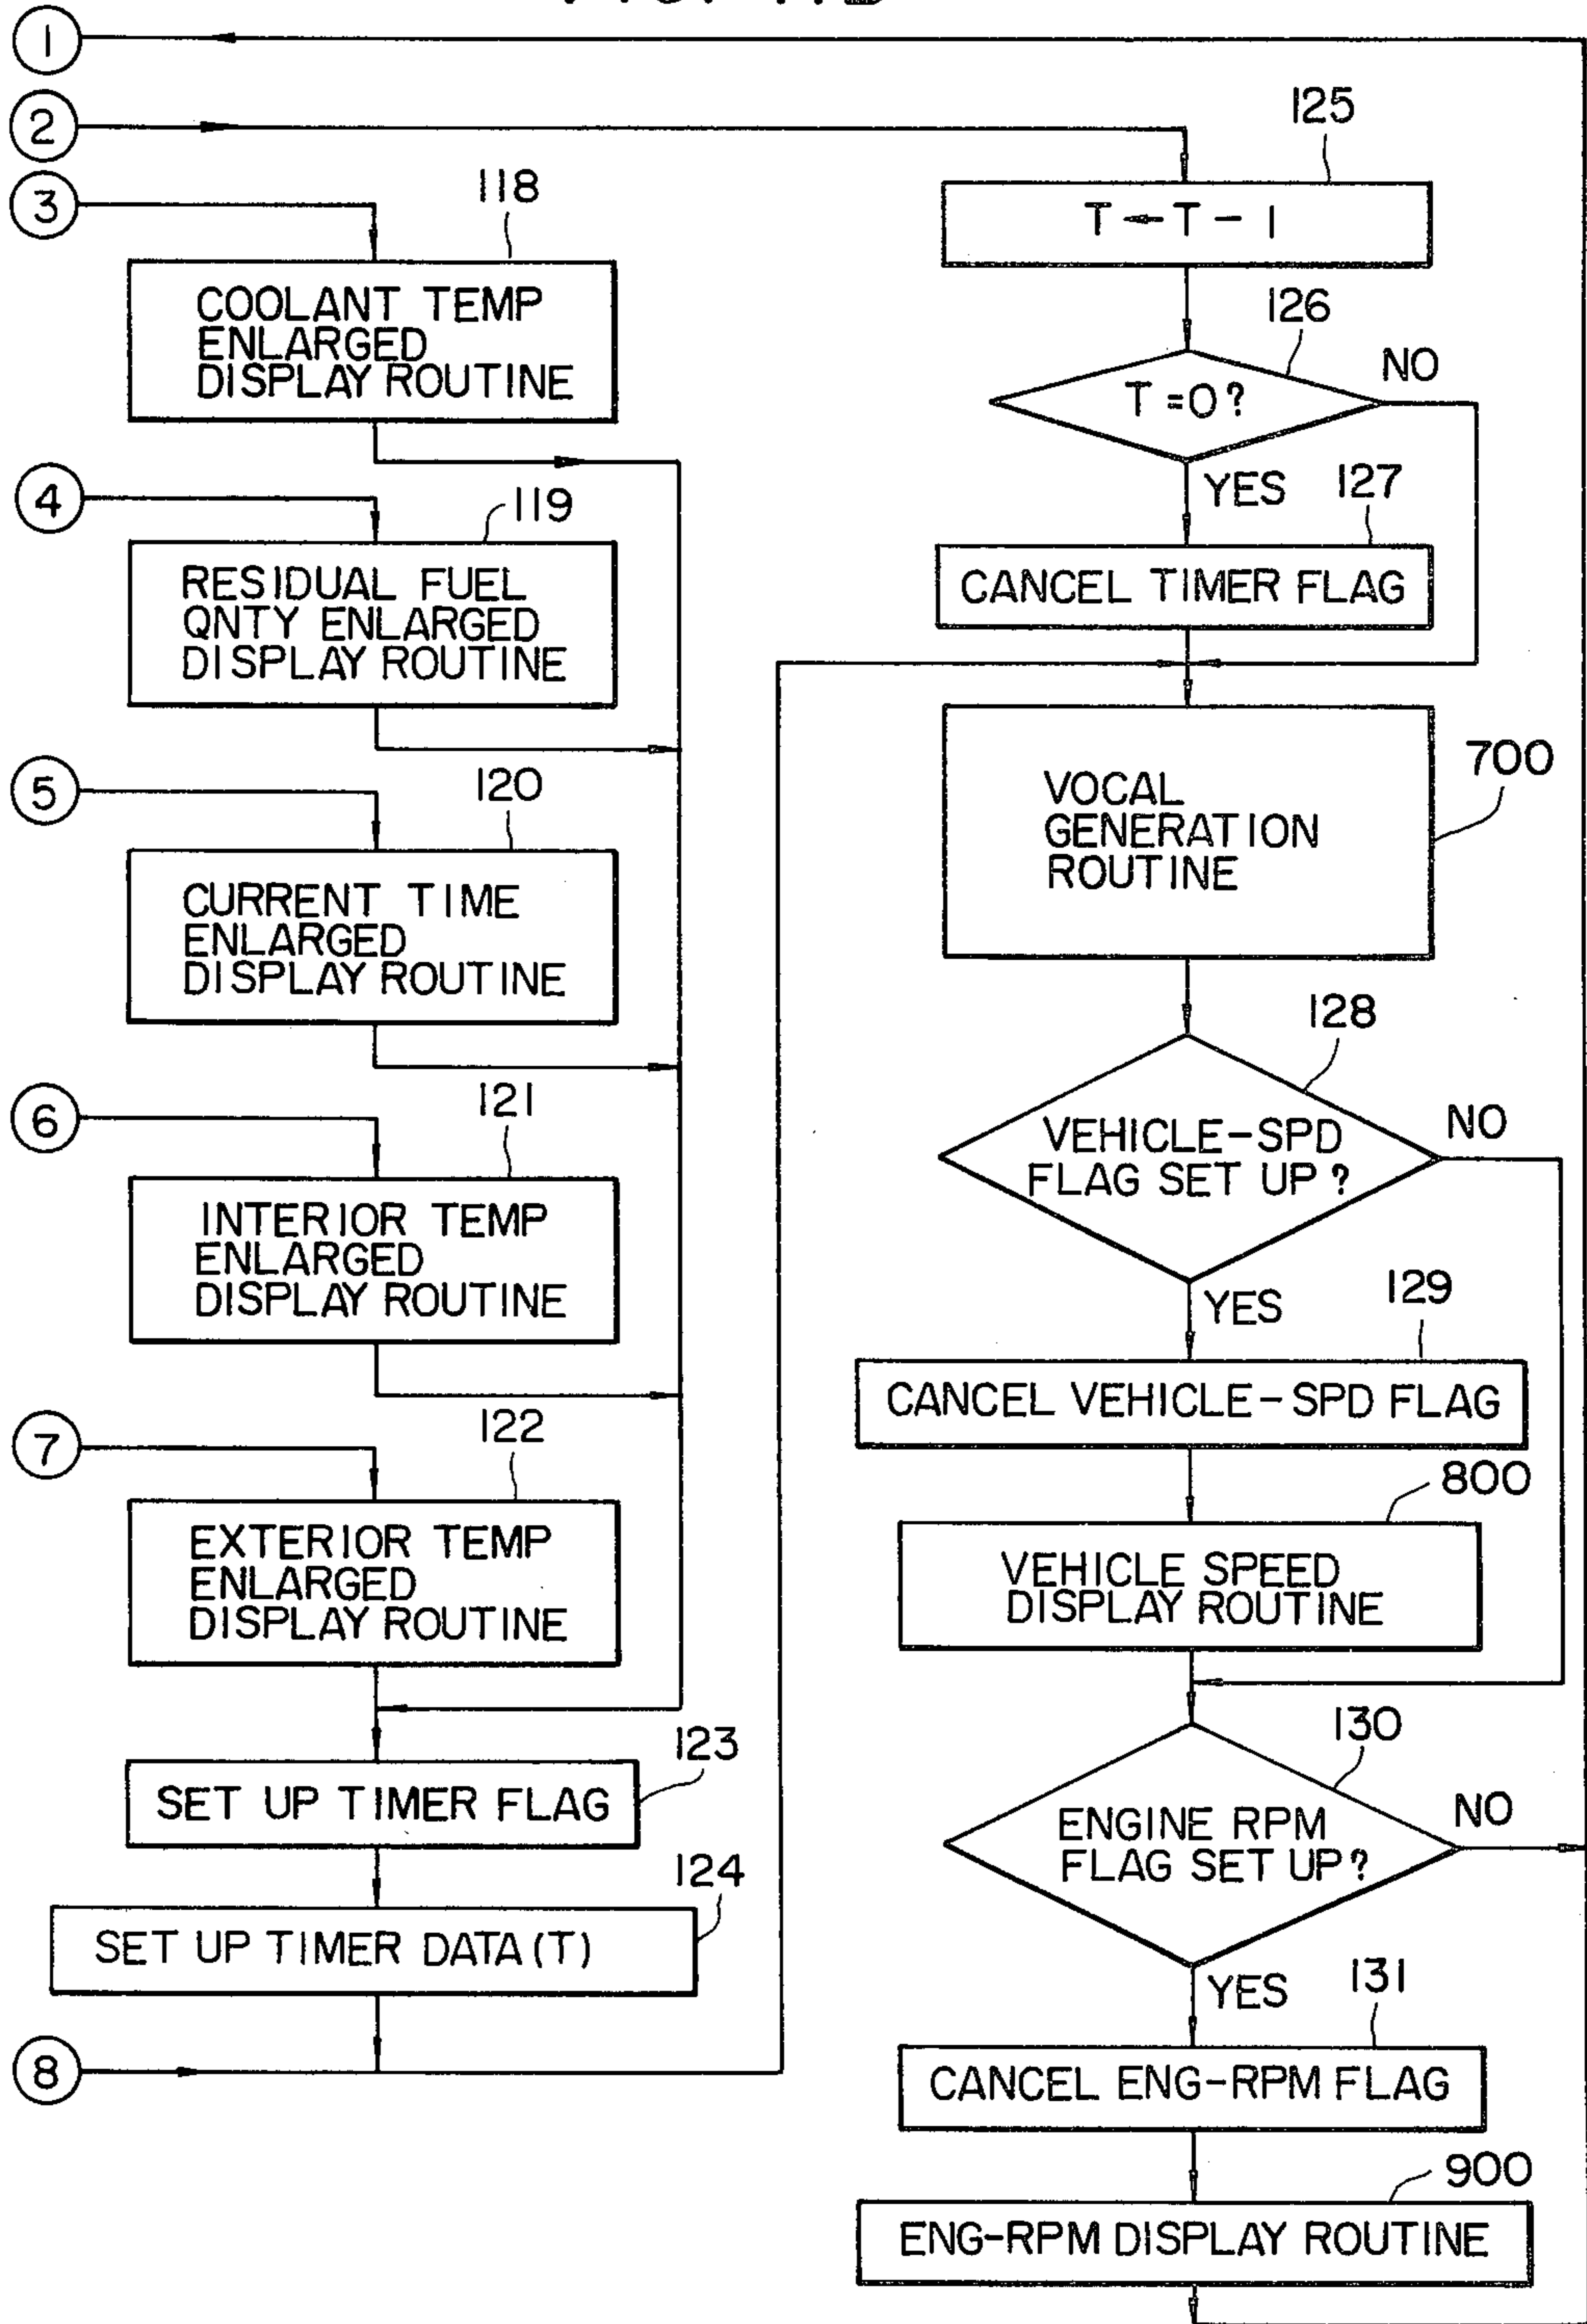 1
2
3
118
COOLANT TEMP
ENLARGED
DISPLAY ROUTINE
4
119
RESIDUAL FUEL
QNTY ENLARGED
DISPLAY ROUTINE
5
120
CURRENT TIME
ENLARGED
DISPLAY ROUTINE
6
121
INTERIOR TEMP
ENLARGED
DISPLAY ROUTINE
7
122
EXTERIOR TEMP
ENLARGED
DISPLAY ROUTINE
123
SET UP TIMER FLAG
124
SET UP TIMER DATA(T)
8
125
T ← T - 1
126
T=0?
NO
YES
127
CANCEL TIMER FLAG
700
VOCAL
GENERATION
ROUTINE
128
VEHICLE-SPD
FLAG SET UP?
NO
YES
129
CANCEL VEHICLE-SPD FLAG
800
VEHICLE SPEED
DISPLAY ROUTINE
130
ENGINE RPM
FLAG SET UP?
NO
YES
131
CANCEL ENG-RPM FLAG
900
ENG-RPM DISPLAY ROUTINE